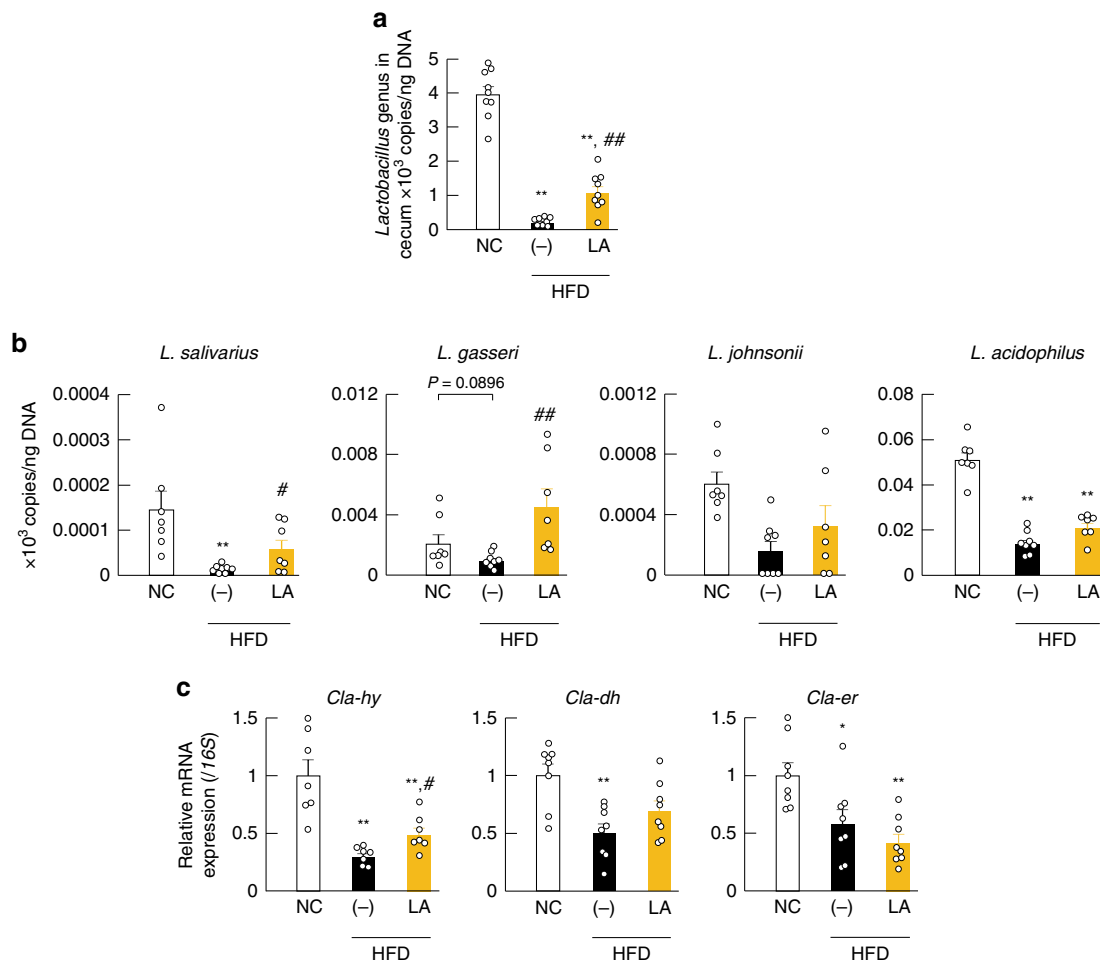 a
Lactobacillus genus in
cecum ×10³ copies/ng DNA
5
4
3
2
1
0
**
**, ##
NC
(–)
LA
HFD
b
×10³ copies/ng DNA
L. salivarius
0.0004
0.0003
0.0002
0.0001
0
**
#
NC
(–)
LA
HFD
L. gasseri
P = 0.0896
0.012
0.008
0.004
0
##
NC
(–)
LA
HFD
L. johnsonii
0.0012
0.0008
0.0004
0
NC
(–)
LA
HFD
L. acidophilus
0.08
0.06
0.04
0.02
0
**
**
NC
(–)
LA
HFD
c
Relative mRNA
expression (/16S)
Cla-hy
1.5
1
0.5
0
**
**,#
NC
(–)
LA
HFD
Cla-dh
1.5
1
0.5
0
**
NC
(–)
LA
HFD
Cla-er
1.5
1
0.5
0
*
**
NC
(–)
LA
HFD